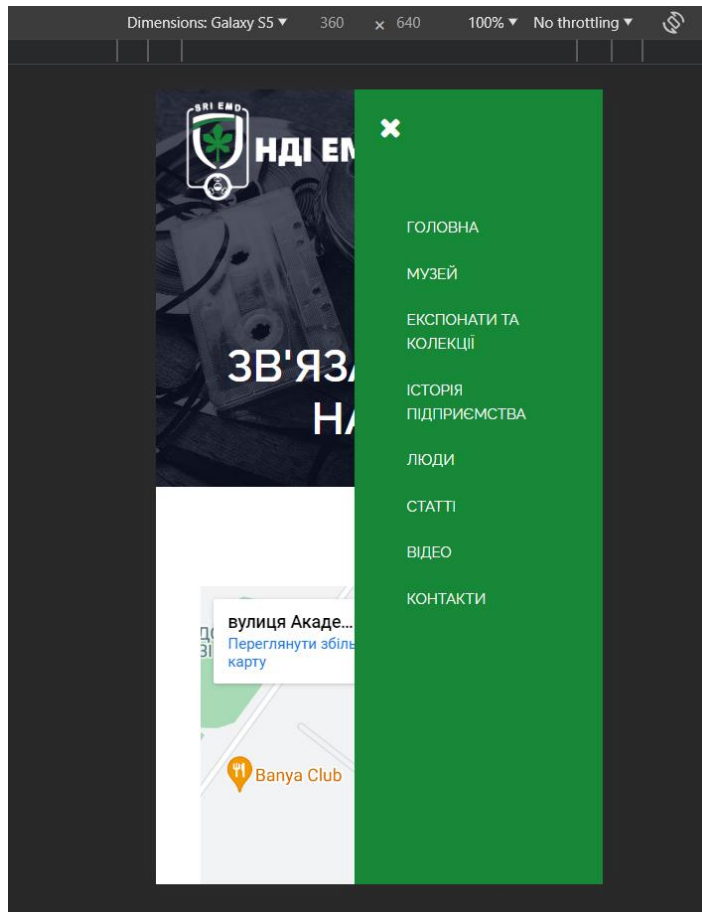 Dimensions: Galaxy S5 ▼ 360 × 640 100% ▼ No throttling ▼
SRI EMD
НДІ ЕМ
ЗВ'ЯЗА
НА
ГОЛОВНА
МУЗЕЙ
ЕКСПОНАТИ ТА
КОЛЕКЦІЇ
ІСТОРІЯ
ПІДПРИЄМСТВА
ЛЮДИ
СТАТТІ
ВІДЕО
КОНТАКТИ
вулиця Акаде...
Переглянути збіль
карту
Banya Club